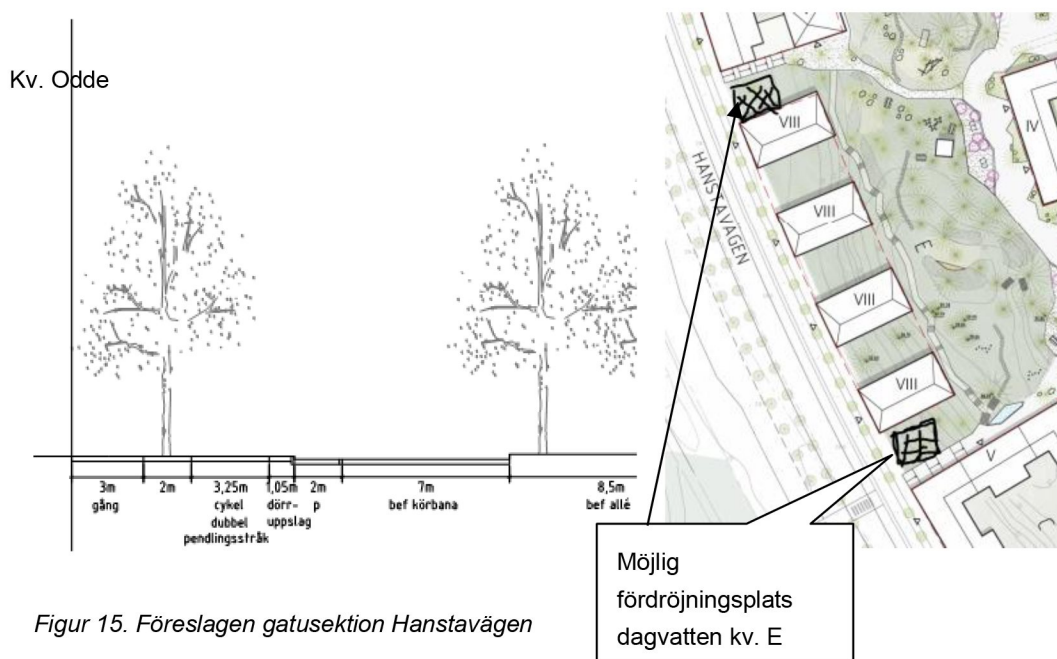 Kv. Odde
3m
gång
2m
3,25m
cykel
dubbel
pendlingsstråk
1,05m
dörr-
uppslag
2m
p
7m
bef körbana
8,5m
bef allé
HANSTAVÄGEN
VIII
VIII
VIII
VIII
E
IV
V
Möjlig
fördröjningsplats
dagvatten kv. E
Figur 15. Föreslagen gatusektion Hanstavägen